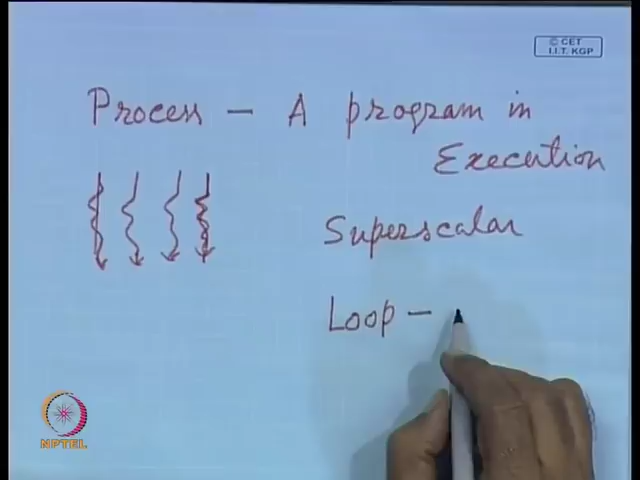 © CET
I.I.T. KGP
Process - A program in
Execution
Superscalar
Loop -
NPTEL